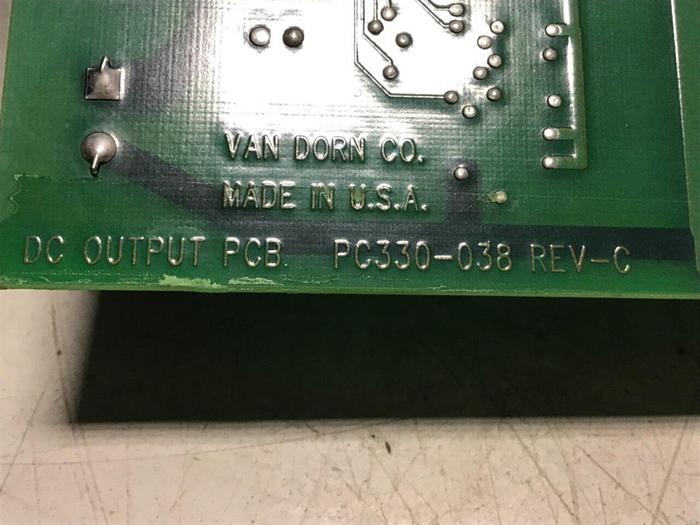 VAN DORN CO.
MADE IN U.S.A.
DC OUTPUT PCB. PC330-038 REV-C